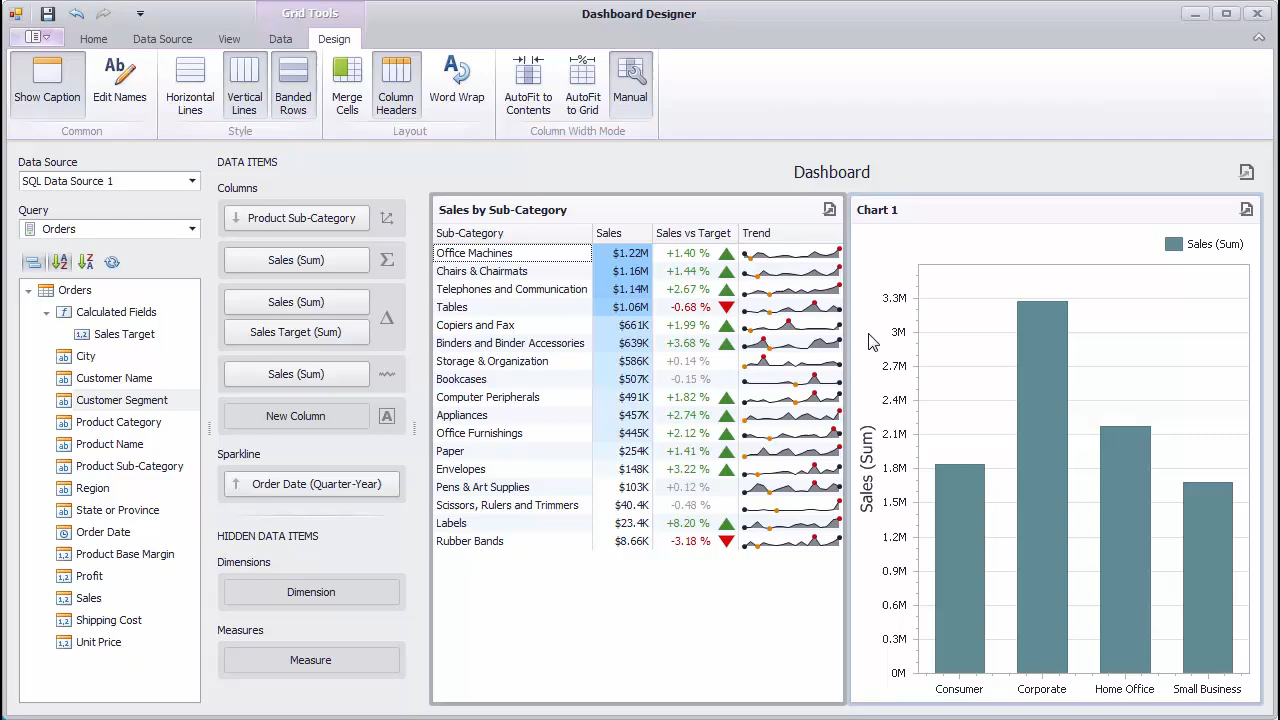 Grid Tools
Dashboard Designer
Home
Data Source
View
Data
Design
Show Caption
Edit Names
Horizontal Lines
Vertical Lines
Banded Rows
Merge Cells
Column Headers
Word Wrap
AutoFit to Contents
AutoFit to Grid
Manual
Common
Style
Layout
Column Width Mode
Data Source
SQL Data Source 1
Query
Orders
Orders
Calculated Fields
Sales Target
City
Customer Name
Customer Segment
Product Category
Product Name
Product Sub-Category
Region
State or Province
Order Date
Product Base Margin
Profit
Sales
Shipping Cost
Unit Price
DATA ITEMS
Columns
Product Sub-Category
Sales (Sum)
Sales (Sum)
Sales Target (Sum)
Sales (Sum)
New Column
Sparkline
Order Date (Quarter-Year)
HIDDEN DATA ITEMS
Dimensions
Dimension
Measures
Measure
Dashboard
Sales by Sub-Category
Sub-Category Sales Sales vs Target Trend
Office Machines $1.22M +1.40 %
Chairs & Chairmats $1.16M +1.44 %
Telephones and Communication $1.14M +2.67 %
Tables $1.06M -0.68 %
Copiers and Fax $661K +1.99 %
Binders and Binder Accessories $639K +3.68 %
Storage & Organization $586K +0.14 %
Bookcases $507K -0.15 %
Computer Peripherals $491K +1.82 %
Appliances $457K +2.74 %
Office Furnishings $445K +2.12 %
Paper $254K +1.41 %
Envelopes $148K +3.22 %
Pens & Art Supplies $103K +0.12 %
Scissors, Rulers and Trimmers $40.4K -0.48 %
Labels $23.4K +8.20 %
Rubber Bands $8.66K -3.18 %
Chart 1
Sales (Sum)
Sales (Sum)
3.3M
3M
2.7M
2.4M
2.1M
1.8M
1.5M
1.2M
0.9M
0.6M
0.3M
0M
Consumer Corporate Home Office Small Business